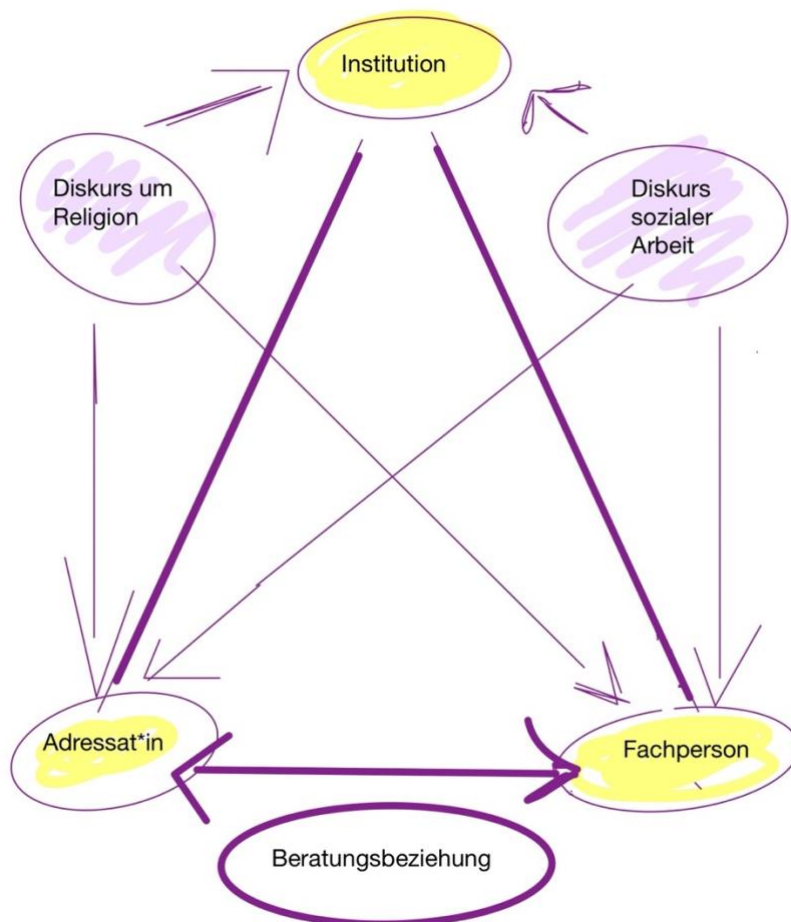 Institution
Diskurs um
Religion
Diskurs
sozialer
Arbeit
Adressat*in
Fachperson
Beratungsbeziehung